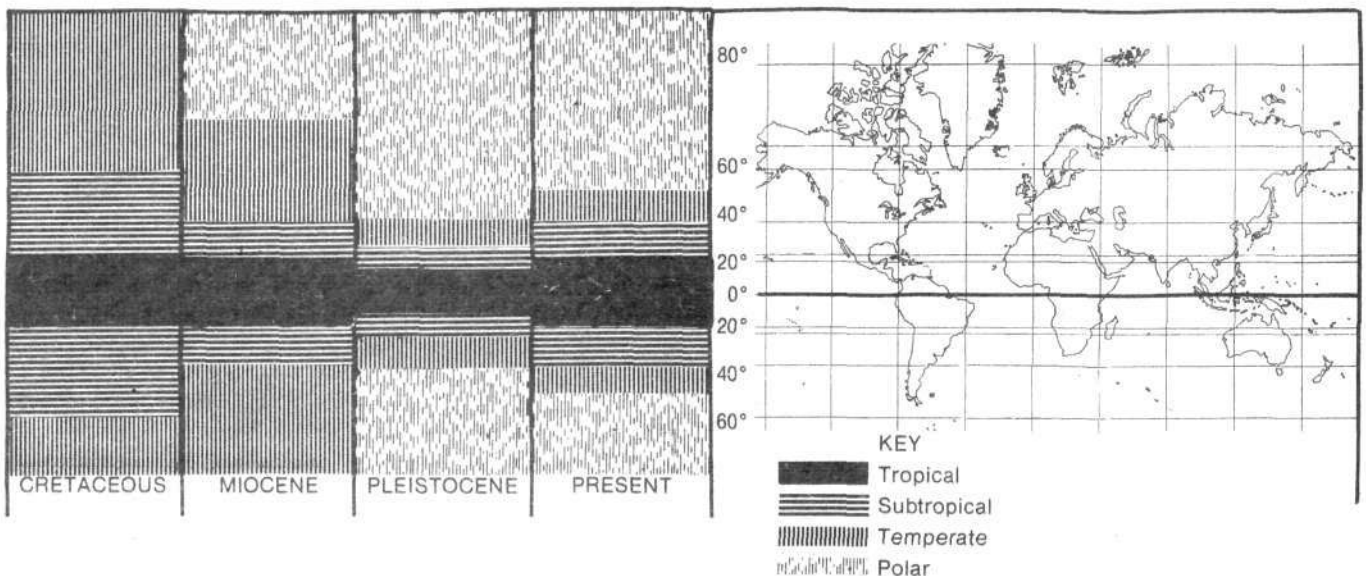 80°
60°
40°
20°
0°
20°
40°
60°
CRETACEOUS MIOCENE PLEISTOCENE PRESENT
KEY
Tropical
Subtropical
Temperate
Polar